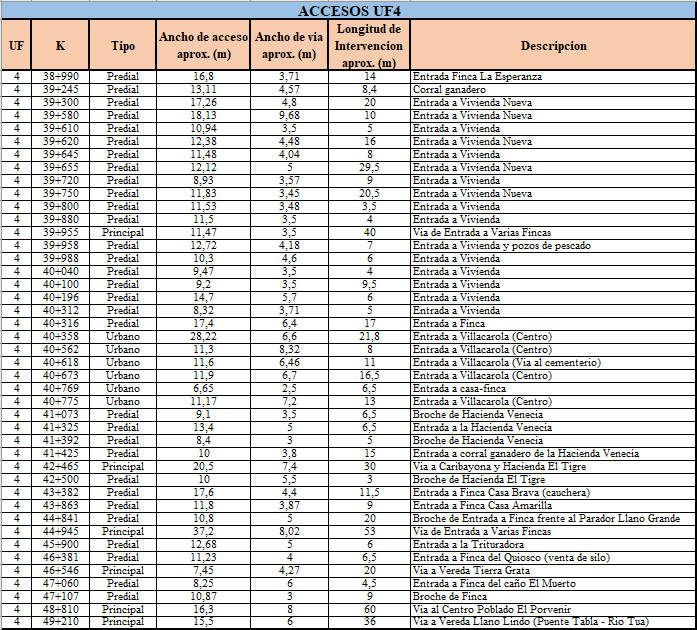 ACCESOS UF4
UF K Tipo Ancho de acceso aprox. (m) Ancho de via aprox. (m) Longitud de Intervencion aprox. (m) Descripcion
4 38+990 Predial 16,8 3,71 14 Entrada Finca La Esperanza
4 39+245 Predial 13,11 4,57 8,4 Corral ganadero
4 39+300 Predial 17,26 4,8 20 Entrada a Vivienda Nueva
4 39+580 Predial 18,13 9,68 10 Entrada a Vivienda Nueva
4 39+610 Predial 10,94 3,5 5 Entrada a Vivienda
4 39+620 Predial 12,38 4,48 16 Entrada a Vivienda Nueva
4 39+645 Predial 11,48 4,04 8 Entrada a Vivienda
4 39+655 Predial 12,12 5 29,5 Entrada a Vivienda Nueva
4 39+720 Predial 8,93 3,57 9 Entrada a Vivienda
4 39+750 Predial 11,83 3,45 20,5 Entrada a Vivienda Nueva
4 39+800 Predial 11,53 3,48 3,5 Entrada a Vivienda
4 39+880 Predial 11,5 3,5 4 Entrada a Vivienda
4 39+955 Principal 11,47 3,5 40 Via de Entrada a Varias Fincas
4 39+958 Predial 12,72 4,18 7 Entrada a Vivienda y pozos de pescado
4 39+988 Predial 10,3 4,6 6 Entrada a Vivienda
4 40+040 Predial 9,47 3,5 4 Entrada a Vivienda
4 40+100 Predial 9,2 3,5 9,5 Entrada a Vivienda
4 40+196 Predial 14,7 5,7 6 Entrada a Vivienda
4 40+312 Predial 8,32 3,71 5 Entrada a Vivienda
4 40+316 Predial 17,4 6,4 17 Entrada a Finca
4 40+358 Urbano 28,22 6,6 21,8 Entrada a Villacarola (Centro)
4 40+562 Urbano 11,3 8,32 8 Entrada a Villacarola (Centro)
4 40+618 Urbano 11,6 6,46 11 Entrada a Villacarola (Via al cementerio)
4 40+673 Urbano 11,9 6,7 16,5 Entrada a Villacarola (Centro)
4 40+769 Urbano 6,65 2,5 6,5 Entrada a casa-finca
4 40+775 Urbano 11,17 7,2 13 Entrada a Villacarola (Centro)
4 41+073 Predial 9,1 3,5 6,5 Broche de Hacienda Venecia
4 41+325 Predial 13,4 5 6,5 Entrada a la Hacienda Venecia
4 41+392 Predial 8,4 3 5 Broche de Hacienda Venecia
4 41+425 Predial 10 3,8 15 Entrada a corral ganadero de la Hacienda Venecia
4 42+465 Principal 20,5 7,4 30 Via a Caribayona y Hacienda El Tigre
4 42+500 Predial 10 5,5 3 Broche de Hacienda El Tigre
4 43+382 Predial 17,6 4,4 11,5 Entrada a Finca Casa Brava (cauchera)
4 43+863 Predial 11,8 3,87 9 Entrada a Finca Casa Amarilla
4 44+841 Predial 10,8 5 20 Broche de Entrada a Finca frente al Parador Llano Grande
4 44+945 Principal 37,2 8,02 53 Via de Entrada a Varias Fincas
4 45+900 Predial 12,68 5 6 Entrada a la Trituradora
4 46+381 Predial 11,23 4 6,5 Entrada a Finca del Quiosco (venta de silo)
4 46+546 Principal 7,45 4,27 20 Via a Vereda Tierra Grata
4 47+060 Predial 8,25 6 4,5 Entrada a Finca del caño El Muerto
4 47+107 Predial 10,87 3 9 Broche de Finca
4 48+810 Principal 16,3 8 60 Via al Centro Poblado El Porvenir
4 49+210 Principal 15,5 6 36 Via a Vereda Llano Lindo (Puente Tabla - Rio Tua)